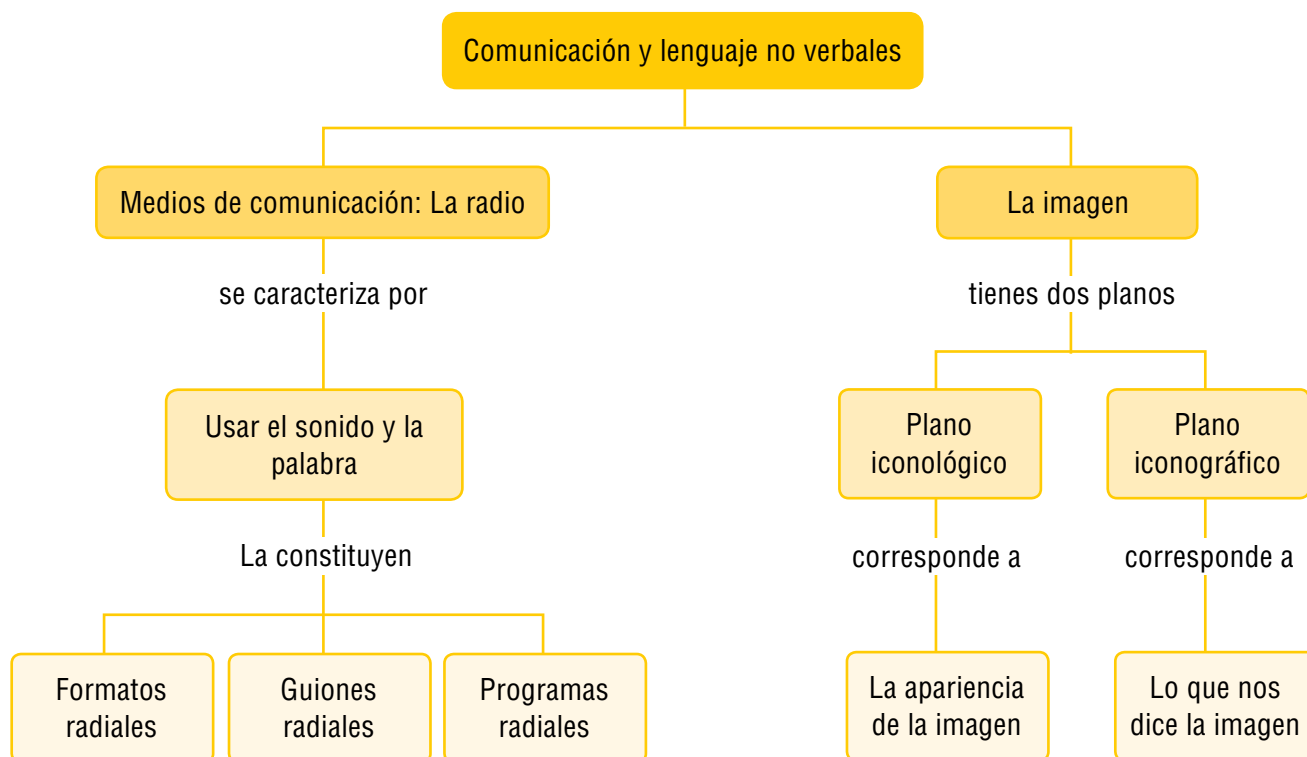 Comunicación y lenguaje no verbales
Medios de comunicación: La radio
La imagen
se caracteriza por
tienes dos planos
Usar el sonido y la
palabra
Plano
iconológico
Plano
iconográfico
La constituyen
corresponde a
corresponde a
Formatos
radiales
Guiones
radiales
Programas
radiales
La apariencia
de la imagen
Lo que nos
dice la imagen